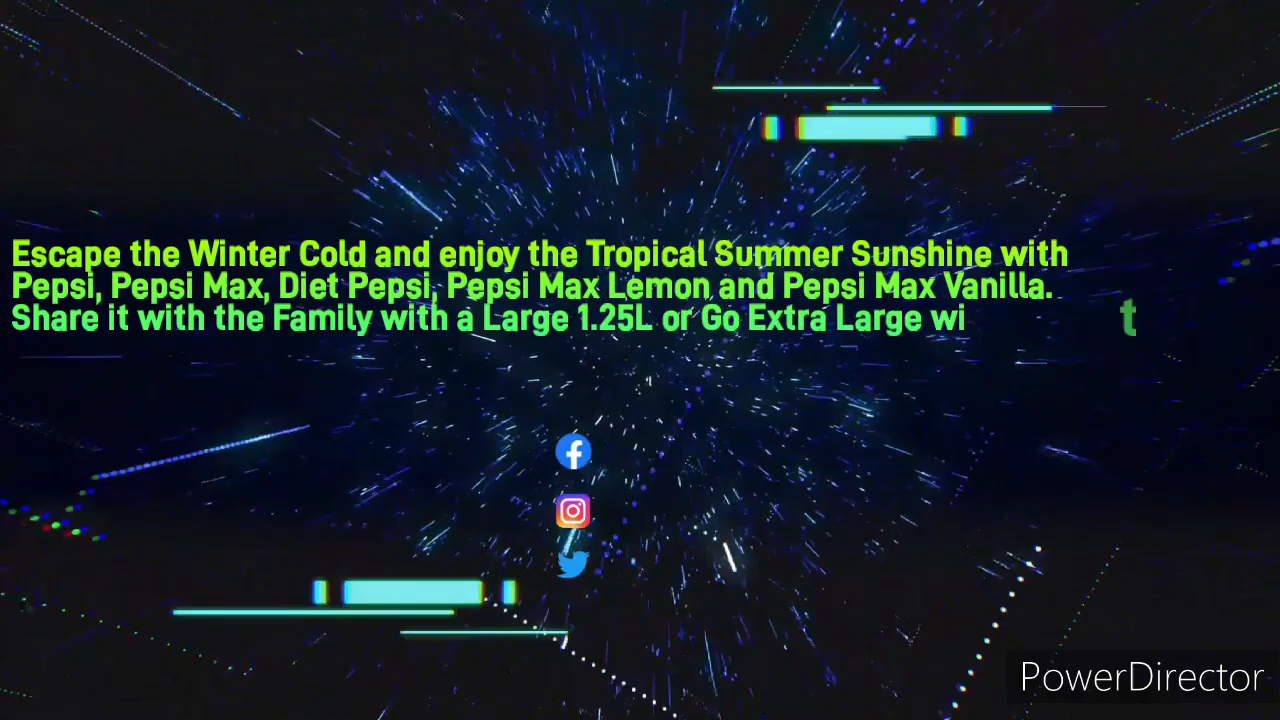 Escape the Winter Cold and enjoy the Tropical Summer Sunshine with
Pepsi, Pepsi Max, Diet Pepsi, Pepsi Max Lemon and Pepsi Max Vanilla.
Share it with the Family with a Large 1.25L or Go Extra Large wi t
PowerDirector